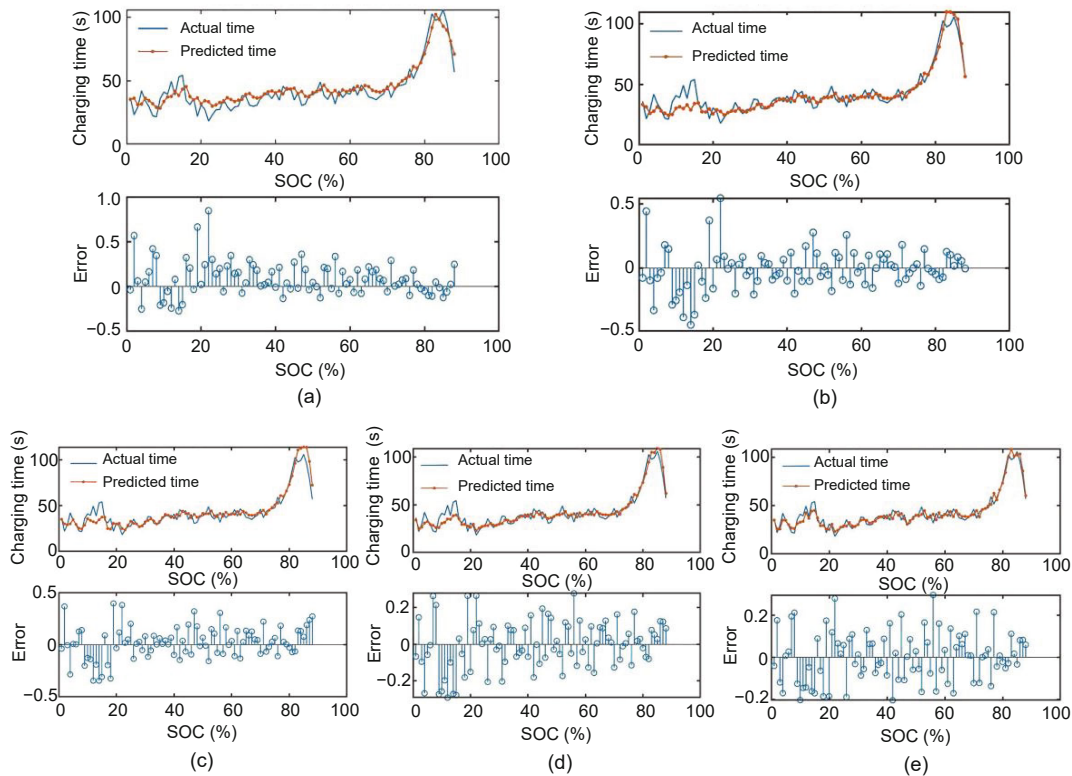 Charging time (s)
100
50
0
Actual time
Predicted time
0 20 40 60 80 100
SOC (%)
Error
1.0
0.5
0
−0.5
0 20 40 60 80 100
SOC (%)
(a)
Charging time (s)
100
50
0
Actual time
Predicted time
0 20 40 60 80 100
SOC (%)
Error
0.5
0
−0.5
0 20 40 60 80 100
SOC (%)
(b)
Charging time (s)
100
50
0
Actual time
Predicted time
0 20 40 60 80 100
SOC (%)
Error
0.5
0
−0.5
0 20 40 60 80 100
SOC (%)
(c)
Charging time (s)
100
50
0
Actual time
Predicted time
0 20 40 60 80 100
SOC (%)
Error
0.2
0
−0.2
0 20 40 60 80 100
SOC (%)
(d)
Charging time (s)
100
50
0
Actual time
Predicted time
0 20 40 60 80 100
SOC (%)
Error
0.2
0
−0.2
0 20 40 60 80 100
SOC (%)
(e)